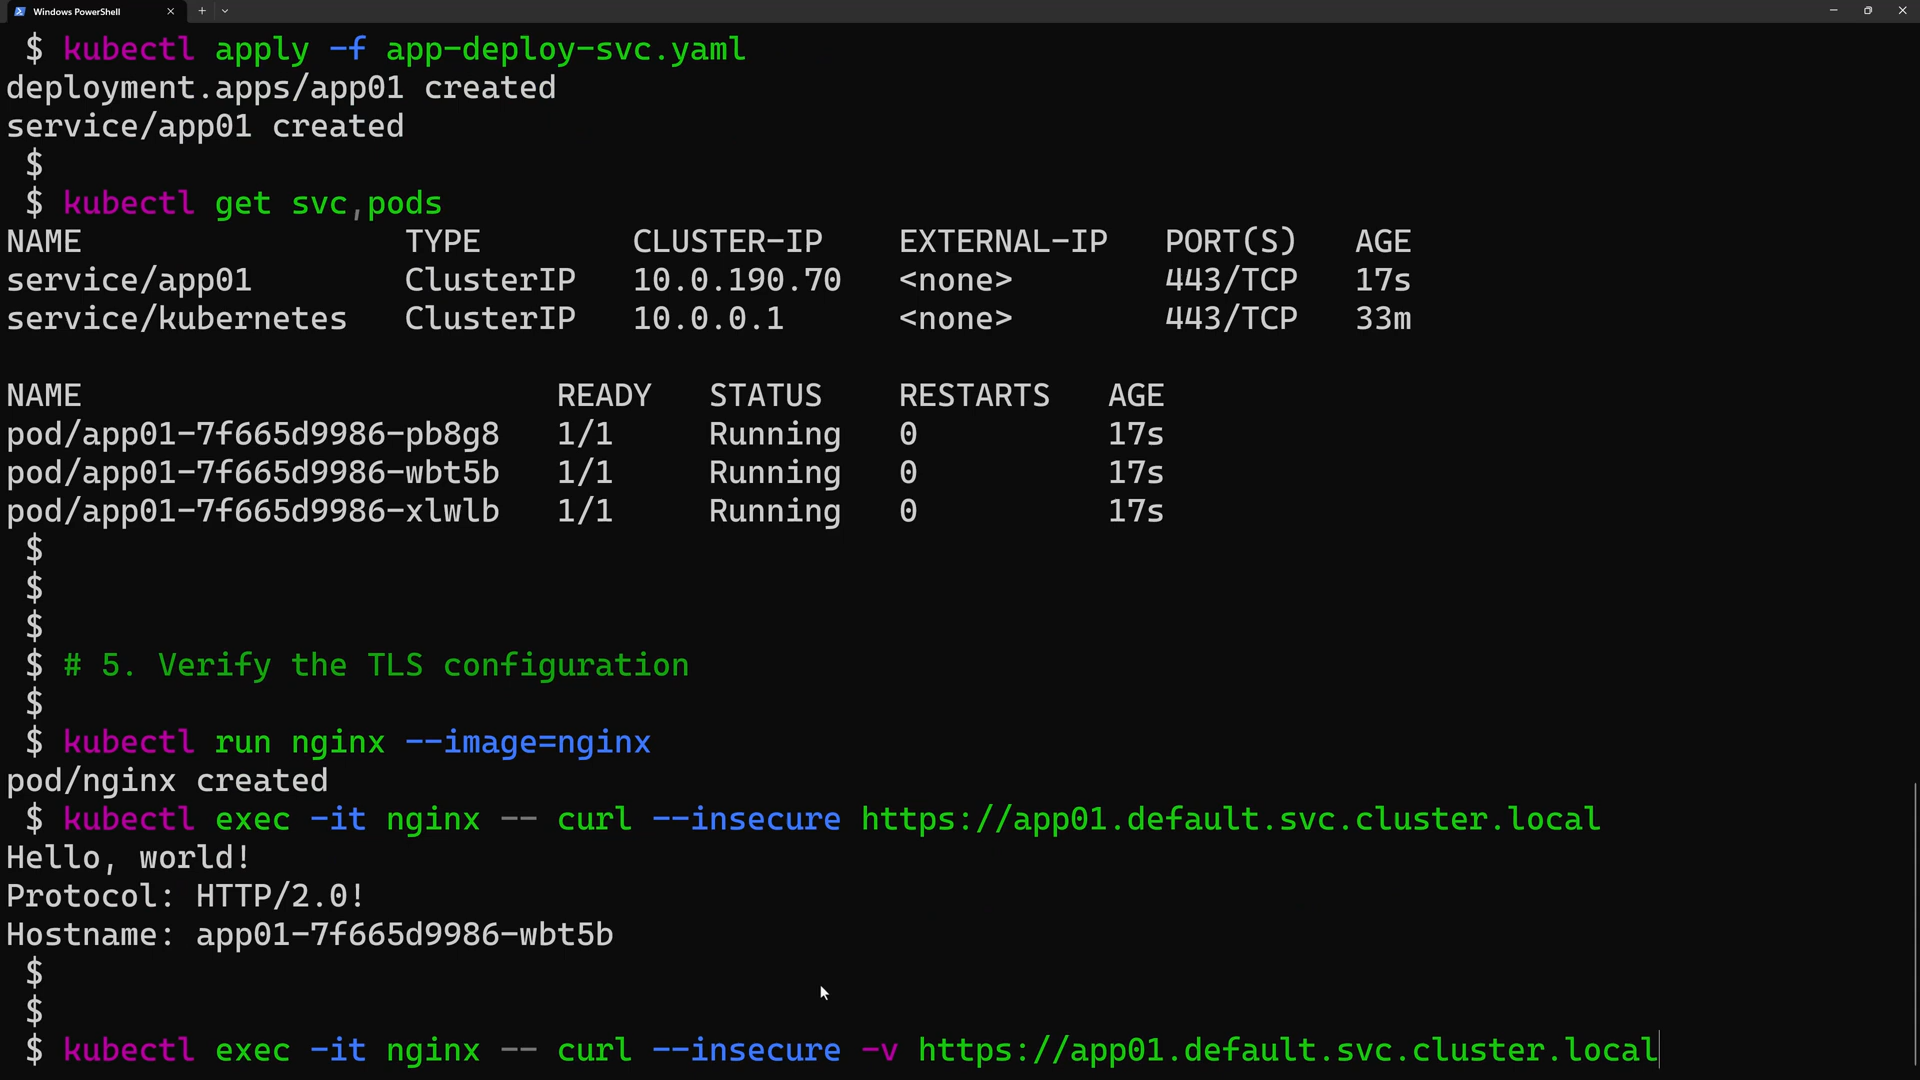 Windows PowerShell
$ kubectl apply -f app-deploy-svc.yaml
deployment.apps/app01 created
service/app01 created
$
$ kubectl get svc,pods
NAME TYPE CLUSTER-IP EXTERNAL-IP PORT(S) AGE
service/app01 ClusterIP 10.0.190.70 <none> 443/TCP 17s
service/kubernetes ClusterIP 10.0.0.1 <none> 443/TCP 33m
NAME READY STATUS RESTARTS AGE
pod/app01-7f665d9986-pb8g8 1/1 Running 0 17s
pod/app01-7f665d9986-wbt5b 1/1 Running 0 17s
pod/app01-7f665d9986-xlwlb 1/1 Running 0 17s
$
$
$
$ # 5. Verify the TLS configuration
$
$ kubectl run nginx --image=nginx
pod/nginx created
$ kubectl exec -it nginx -- curl --insecure https://app01.default.svc.cluster.local
Hello, world!
Protocol: HTTP/2.0!
Hostname: app01-7f665d9986-wbt5b
$
$
$ kubectl exec -it nginx -- curl --insecure -v https://app01.default.svc.cluster.local